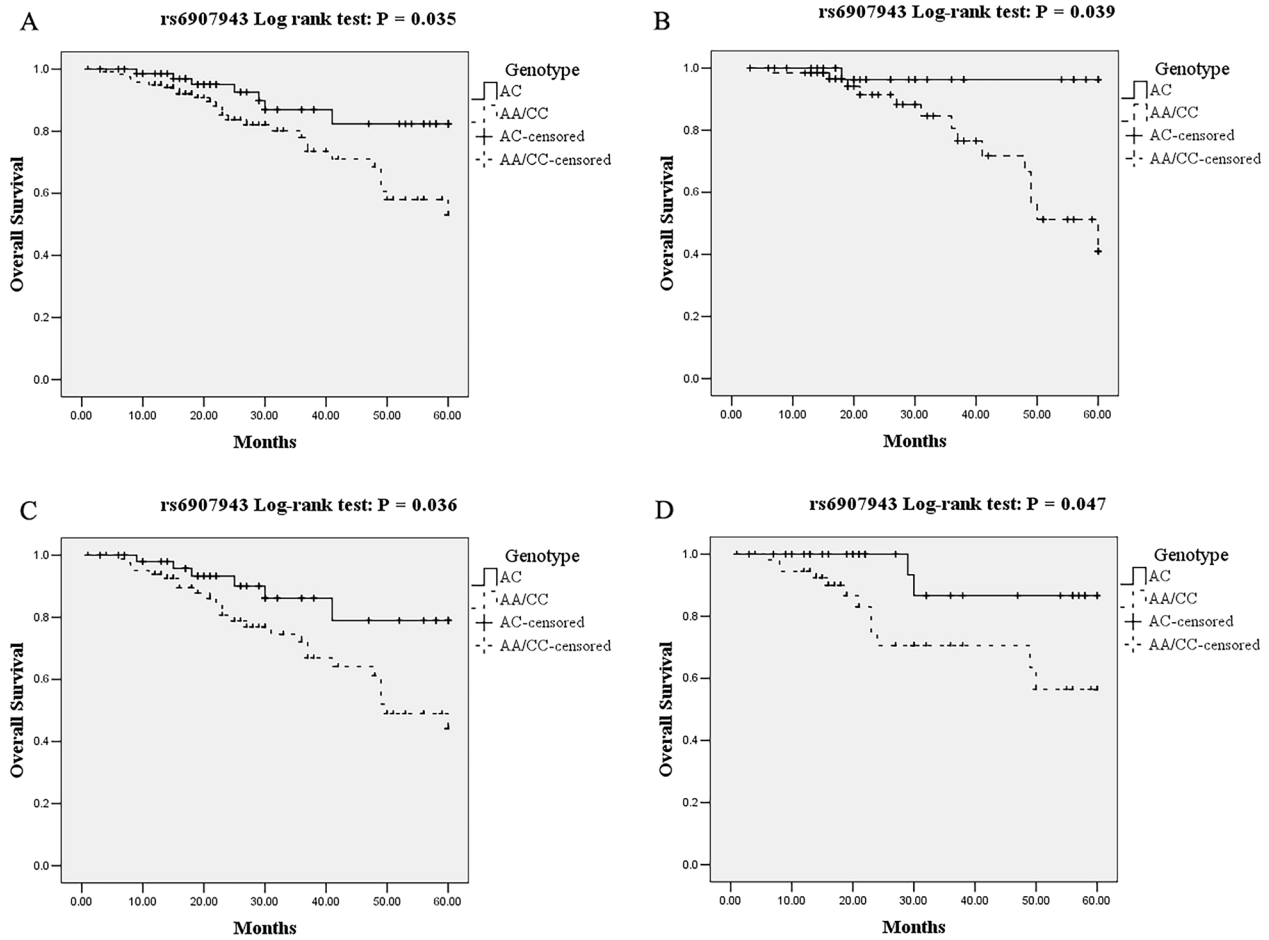 A
rs6907943 Log rank test: P = 0.035
Overall Survival
1.0
0.8
0.6
0.4
0.2
0.0
0.00 10.00 20.00 30.00 40.00 50.00 60.00
Months
Genotype
AC
AA/CC
AC-censored
AA/CC-censored
B
rs6907943 Log-rank test: P = 0.039
Overall Survival
1.0
0.8
0.6
0.4
0.2
0.0
0.00 10.00 20.00 30.00 40.00 50.00 60.00
Months
Genotype
AC
AA/CC
AC-censored
AA/CC-censored
C
rs6907943 Log-rank test: P = 0.036
Overall Survival
1.0
0.8
0.6
0.4
0.2
0.0
0.00 10.00 20.00 30.00 40.00 50.00 60.00
Months
Genotype
AC
AA/CC
AC-censored
AA/CC-censored
D
rs6907943 Log-rank test: P = 0.047
Overall Survival
1.0
0.8
0.6
0.4
0.2
0.0
0.00 10.00 20.00 30.00 40.00 50.00 60.00
Months
Genotype
AC
AA/CC
AC-censored
AA/CC-censored